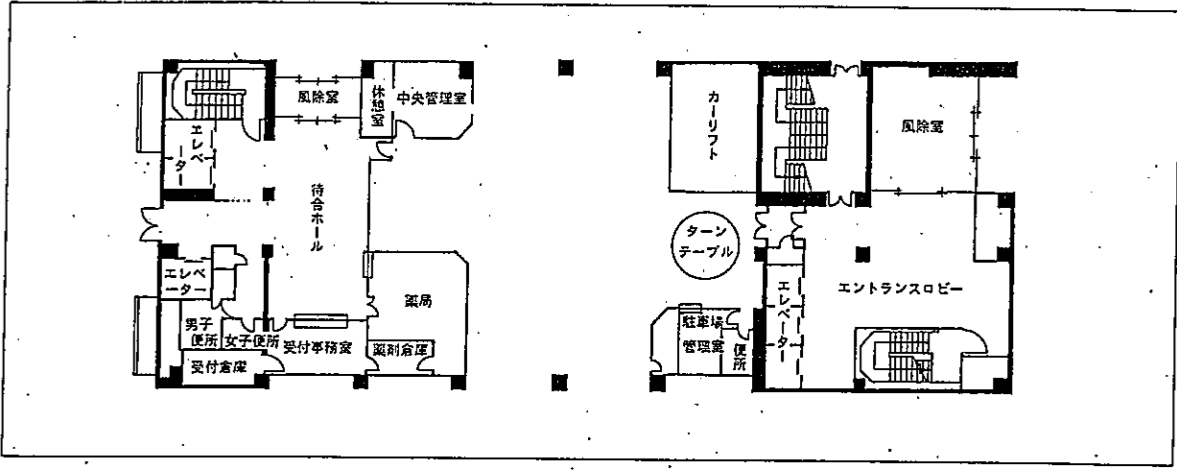 風除室
休憩室
中央管理室
エレベーター
待合ホール
エレベーター
薬局
男子便所
女子便所
受付事務室
薬剤倉庫
受付倉庫
カーリフト
風除室
ターンテーブル
エントランスロビー
エレベーター
駐車場管理室
便所